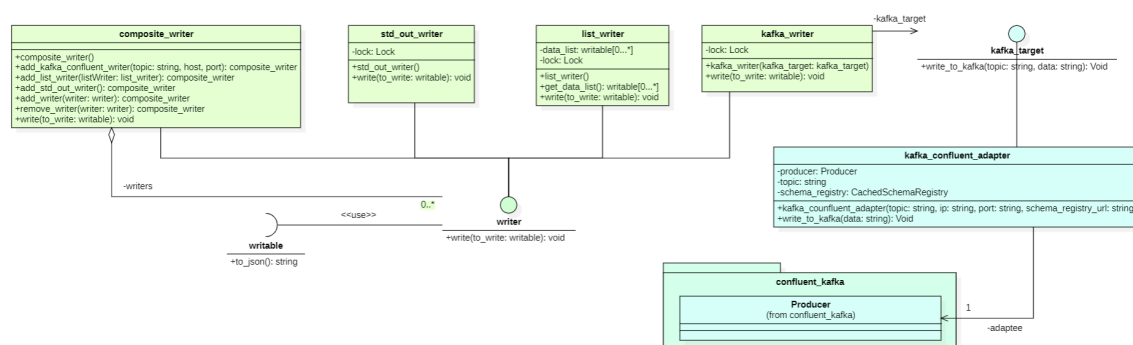 composite_writer
+composite_writer()
+add_kafka_confluent_writer(topic: string, host, port): composite_writer
+add_list_writer(listWriter: list_writer): composite_writer
+add_std_out_writer(): composite_writer
+add_writer(writer: writer): composite_writer
+remove_writer(writer: writer): composite_writer
+write(to_write: writable): void
std_out_writer
-lock: Lock
+std_out_writer()
+write(to_write: writable): void
list_writer
-data_list: writable[0...*]
-lock: Lock
+list_writer()
+get_data_list(): writable[0...*]
+write(to_write: writable): void
kafka_writer
-lock: Lock
+kafka_writer(kafka_target: kafka_target)
+write(to_write: writable): void
-kafka_target
kafka_target
+write_to_kafka(topic: string, data: string): Void
kafka_confluent_adapter
-producer: Producer
-topic: string
-schema_registry: CachedSchemaRegistry
+kafka_counfluent_adapter(topic: string, ip: string, port: string, schema_registry_url: string
+write_to_kafka(data: string): Void
-writers
0..*
<<use>>
writer
+write(to_write: writable): void
writable
+to_json(): string
confluent_kafka
Producer
(from confluent_kafka)
1
-adaptee